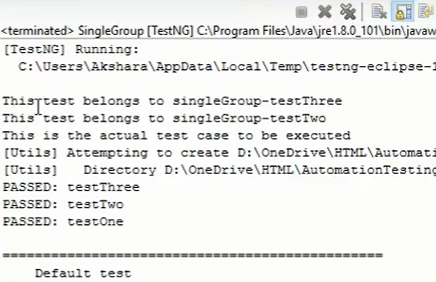 <terminated> SingleGroup [TestNG] C:\Program Files\Java\jre1.8.0_101\bin\javaw
[TestNG] Running:
C:\Users\Akshara\AppData\Local\Temp\testng-eclipse-1
This test belongs to singleGroup-testThree
This test belongs to singleGroup-testTwo
This is the actual test case to be executed
[Utils] Attempting to create D:\OneDrive\HTML\Automati
[Utils]   Directory D:\OneDrive\HTML\AutomationTesting
PASSED: testThree
PASSED: testTwo
PASSED: testOne
===============================================
Default test